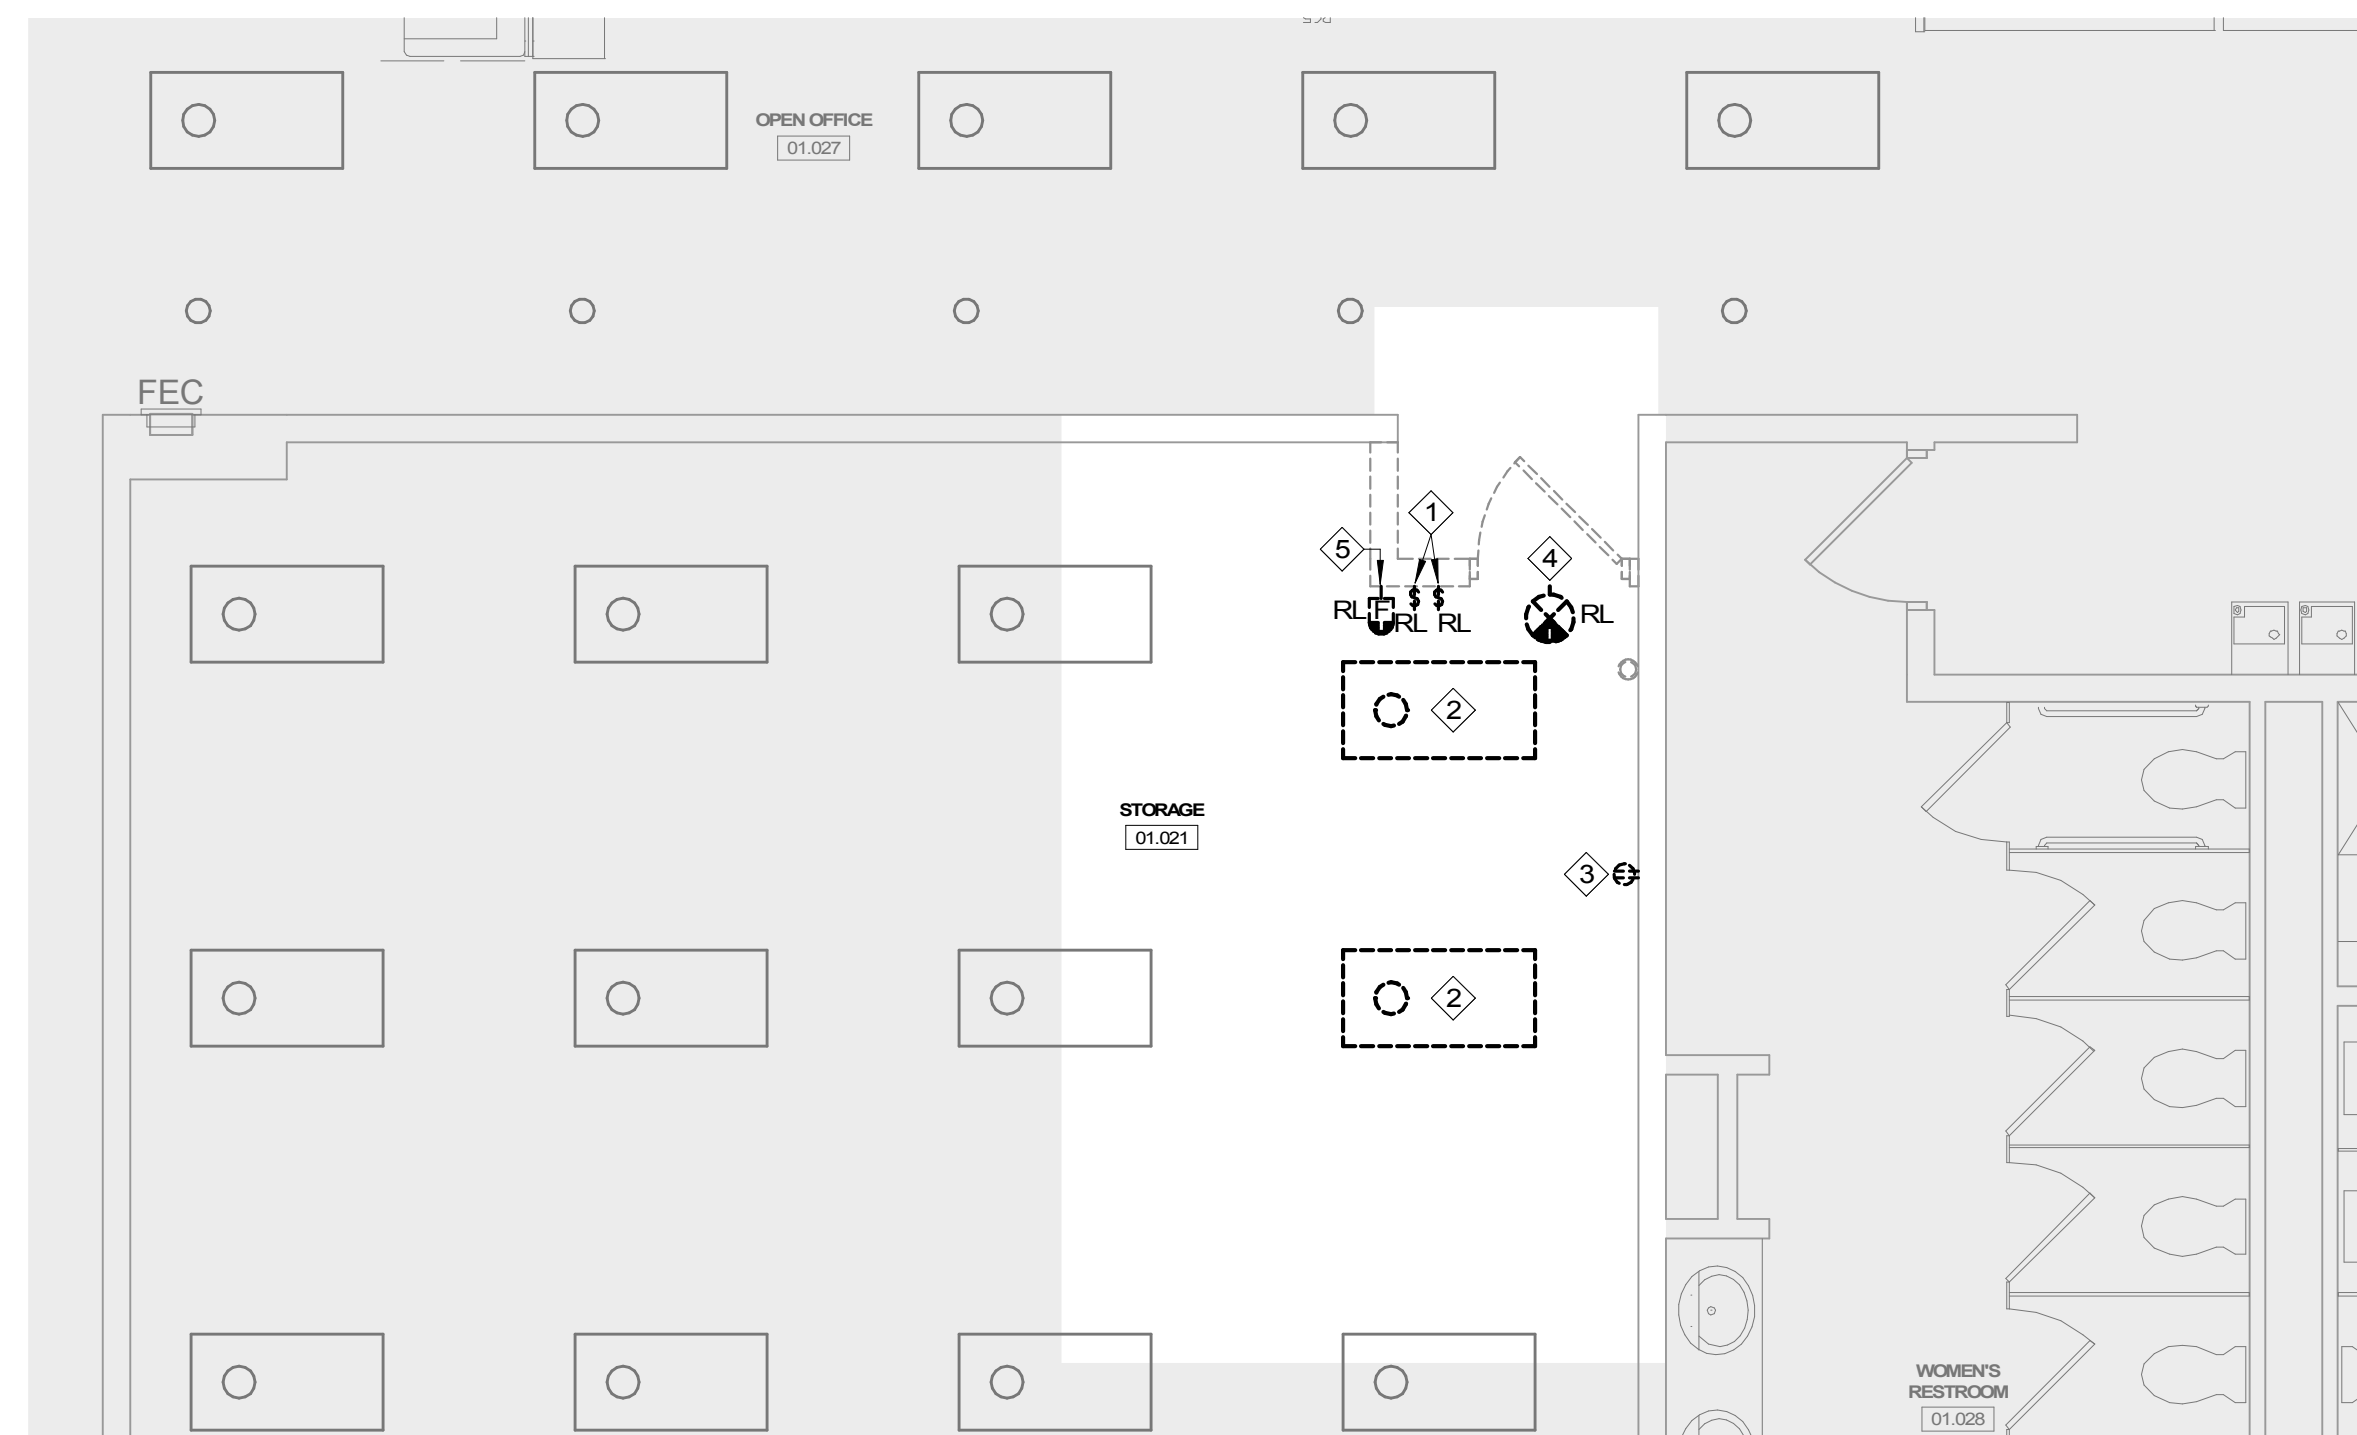 OPEN OFFICE
01.027
FEC
1
5
4
RL
F
$
$
RL
RL
RL
2
STORAGE
01.021
3
2
WOMEN'S
RESTROOM
01.028